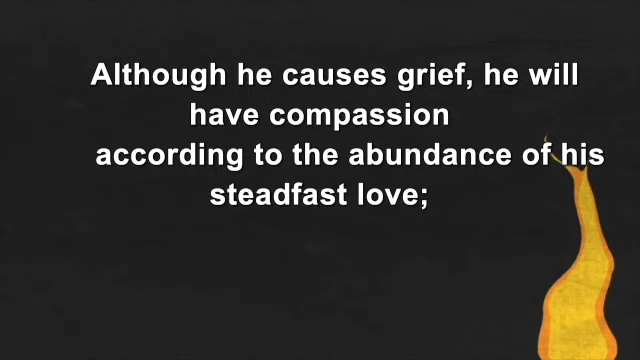 Although he causes grief, he will
have compassion
according to the abundance of his
steadfast love;